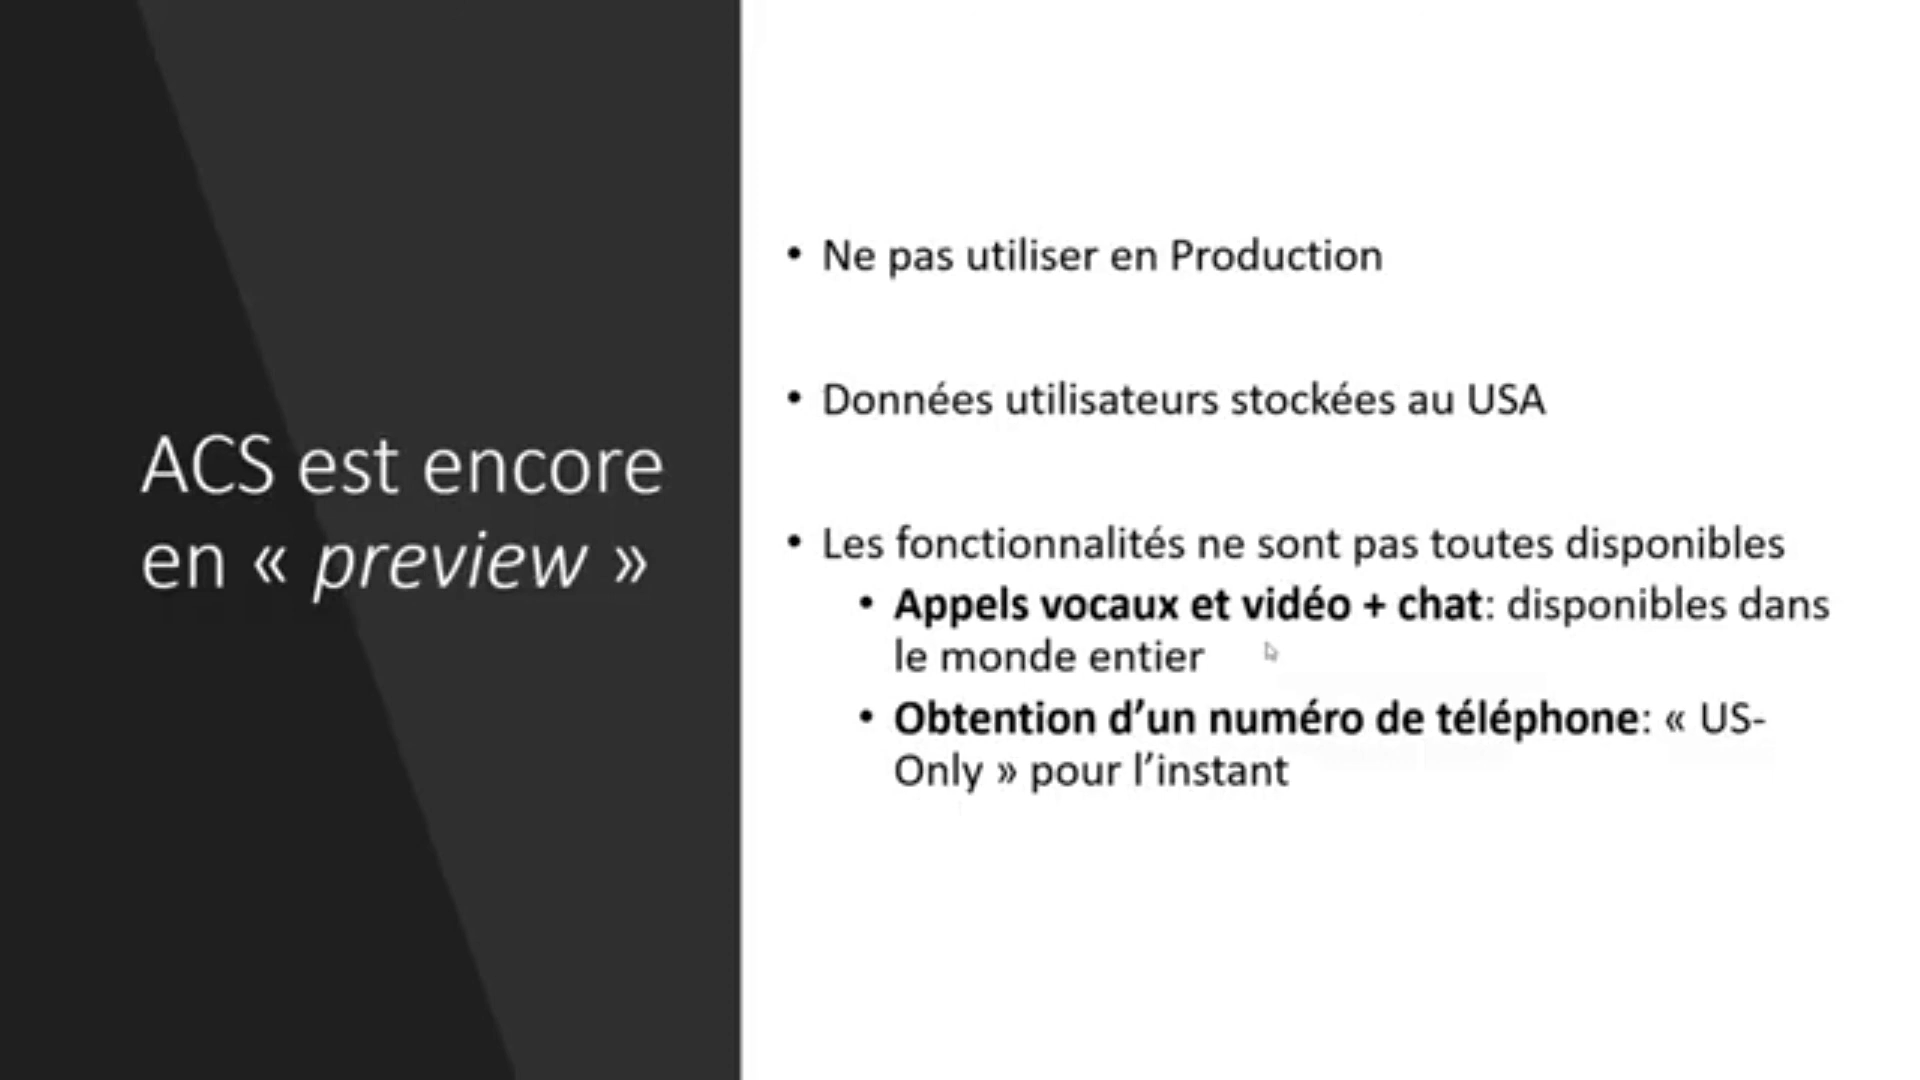 ACS est encore
en « preview »
• Ne pas utiliser en Production
• Données utilisateurs stockées au USA
• Les fonctionnalités ne sont pas toutes disponibles
• Appels vocaux et vidéo + chat: disponibles dans
le monde entier
• Obtention d’un numéro de téléphone: « US-
Only » pour l’instant